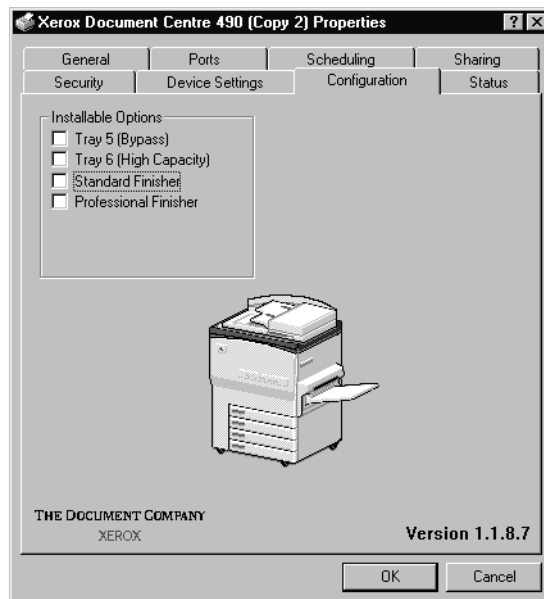 Xerox Document Centre 490 (Copy 2) Properties
General Ports Scheduling Sharing
Security Device Settings Configuration Status
Installable Options
Tray 5 (Bypass)
Tray 6 (High Capacity)
Standard Finisher
Professional Finisher
THE DOCUMENT COMPANY
XEROX
Version 1.1.8.7
OK Cancel